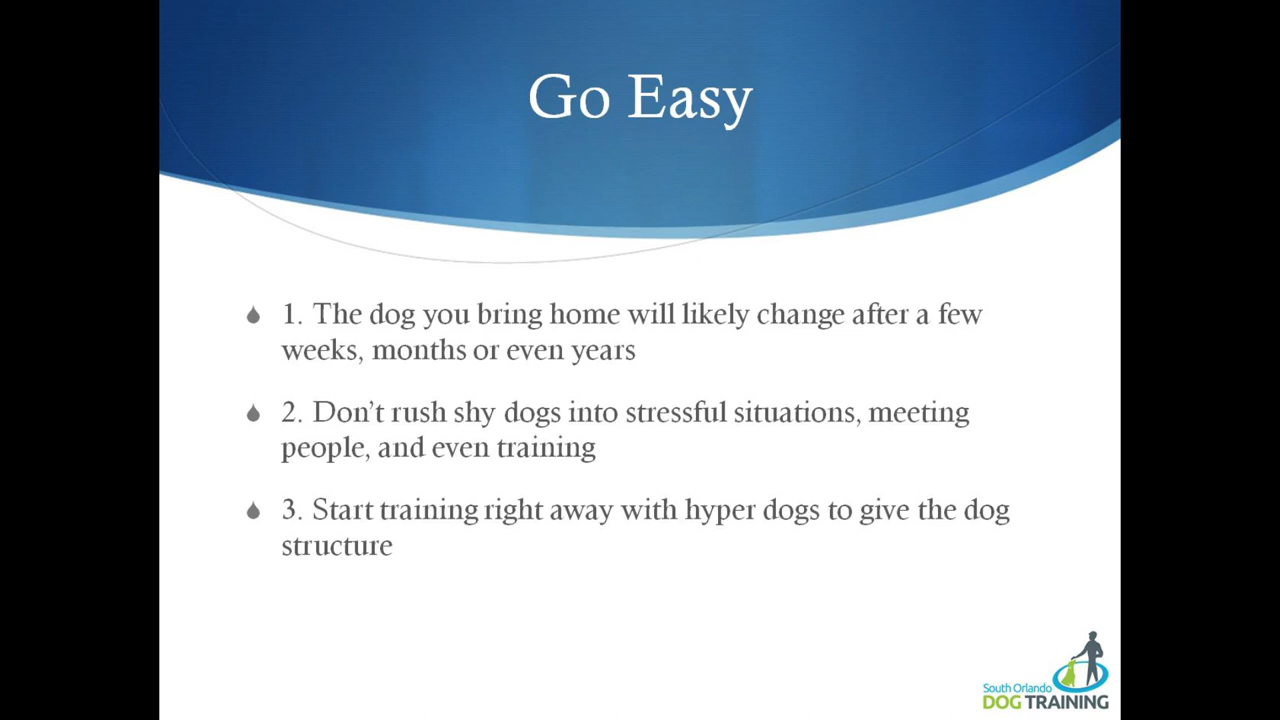 Go Easy
1. The dog you bring home will likely change after a few
weeks, months or even years
2. Don’t rush shy dogs into stressful situations, meeting
people, and even training
3. Start training right away with hyper dogs to give the dog
structure
South Orlando
DOG TRAINING